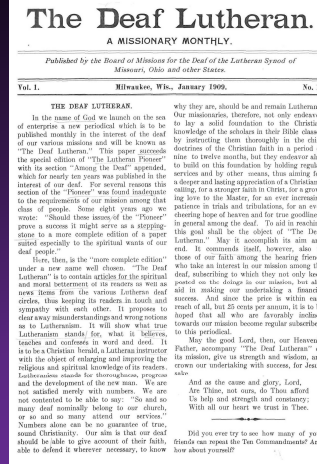 The Deaf Lutheran.
A MISSIONARY MONTHLY.
Published by the Board of Missions for the Deaf of the Lutheran Synod of
Missouri, Ohio and other States.
Vol. 1. Milwaukee, Wis., January 1909. No.
THE DEAF LUTHERAN.
In the name of God we launch on the sea
of enterprise a new periodical which is to be
published monthly in the interest of the deaf
of our various missions and will be known as
"The Deaf Lutheran." This paper succeeds
the special edition of "The Lutheran Pioneer"
with its section "Among the Deaf" appended,
which for nearly ten years was published in the
interest of our deaf. For several reasons this
section of the "Pioneer" was found inadequate
to the requirements of our mission among that
class of people. Some eight years ago we
wrote: "Should these issues of the "Pioneer"
prove a success it might serve as a stepping-
stone to a more complete edition of a paper
suited especially to the spiritual wants of our
deaf people."
Here, then, is the "more complete edition"
under a new name well chosen. "The Deaf
Lutheran" is to contain articles for the spiritual
and moral betterment of its readers as well as
news items from the various Lutheran deaf
circles, thus keeping its readers in touch and
sympathy with each other. It proposes to
clear away misunderstandings and wrong notions
as to Lutheranism. It will show what true
Lutheranism stands for, what is believes,
teaches and confesses in word and deed. It
is to be a Christian herald, a Lutheran instructor
with the object of enlarging and improving the
religious and spiritual knowledge of its readers.
Lutheranism stands for thoroughness, progress
and the development of the new man. We are
not satisfied merely with numbers. We are
not contented to be able to say: "So and so
many deaf nominally belong to our church,
or so and so many attend our services."
Numbers alone can be no guarantee of true,
sound Christianity. Our aim is that our deaf
should be able to give account of their faith,
able to defend it wherever necessary, to know
why they are, should be and remain Lutheran
Our missionaries, therefore, not only endeav
to lay a solid foundation to the Christia
knowledge of the scholars in their Bible class
by instructing them thoroughly in the chi
doctrines of the Christian faith in a period
nine to twelve months, but they endeavor al
to build on this foundation by holding regula
services and by other means, thus aiming f
a deeper and lasting appreciation of a Christian
calling, for a stronger faith in Christ, for a grow
ing love to the Master, for an ever increasin
patience in trials and tribulations, for an ev
cheering hope of heaven and for true goodline
in general among the deaf. To aid in reachin
this goal shall be the object of "The De
Lutheran." May it accomplish its aim an
end. It commends itself, however, also
those of our faith among the hearing frien
who take an interest in our mission among t
deaf, subscribing to which they not only kee
posted on the doings in our mission, but al
aid in making our undertaking a financi
success. And since the price is within eas
reach of all, but 25 cents per annum, it is to
hoped that all who are favorably inclin
towards our mission become regular subscribe
to this periodical.
May the good Lord, then, our Heaven
Father, accompany "The Deaf Lutheran"
its mission, give us strength and wisdom, a
crown our undertaking with success, for Jesu
sake.
And as the cause and glory, Lord,
Are Thine, not ours, do Thou afford
Us help and strength and constancy;
With all our heart we trust in Thee.
Did you ever try to see how many of yo
friends can repeat the Ten Commandments? An
how about yourself?